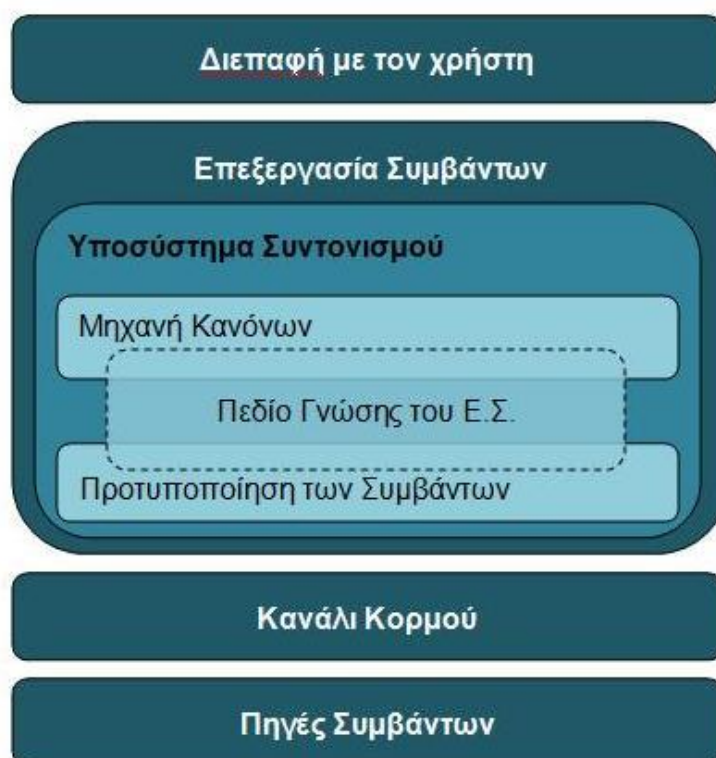 Διεπαφή με τον χρήστη
Επεξεργασία Συμβάντων
Υποσύστημα Συντονισμού
Μηχανή Κανόνων
Πεδίο Γνώσης του Ε.Σ.
Προτυποποίηση των Συμβάντων
Κανάλι Κορμού
Πηγές Συμβάντων